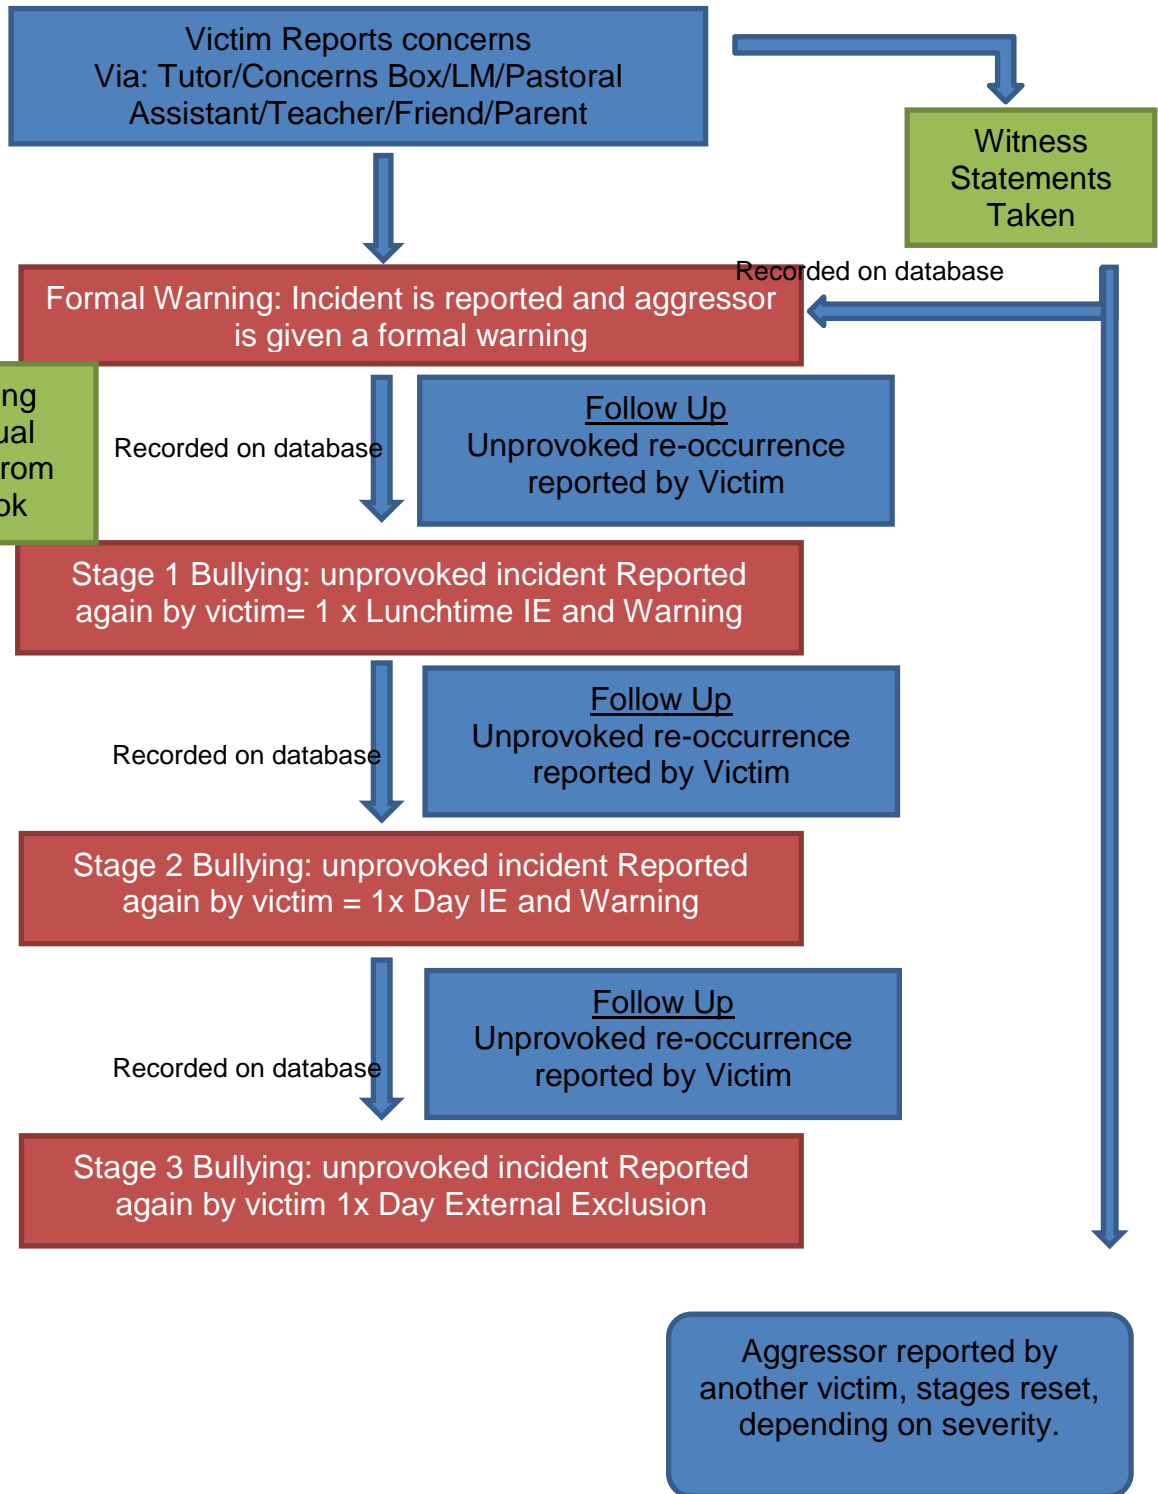 Victim Reports concerns
Via: Tutor/Concerns Box/LM/Pastoral
Assistant/Teacher/Friend/Parent
Witness
Statements
Taken
Recorded on database
Formal Warning: Incident is reported and aggressor
is given a formal warning
Recorded on database
Follow Up
Unprovoked re-occurrence
reported by Victim
Stage 1 Bullying: unprovoked incident Reported
again by victim= 1 x Lunchtime IE and Warning
Recorded on database
Follow Up
Unprovoked re-occurrence
reported by Victim
Stage 2 Bullying: unprovoked incident Reported
again by victim = 1x Day IE and Warning
Recorded on database
Follow Up
Unprovoked re-occurrence
reported by Victim
Stage 3 Bullying: unprovoked incident Reported
again by victim 1x Day External Exclusion
Aggressor reported by
another victim, stages reset,
depending on severity.